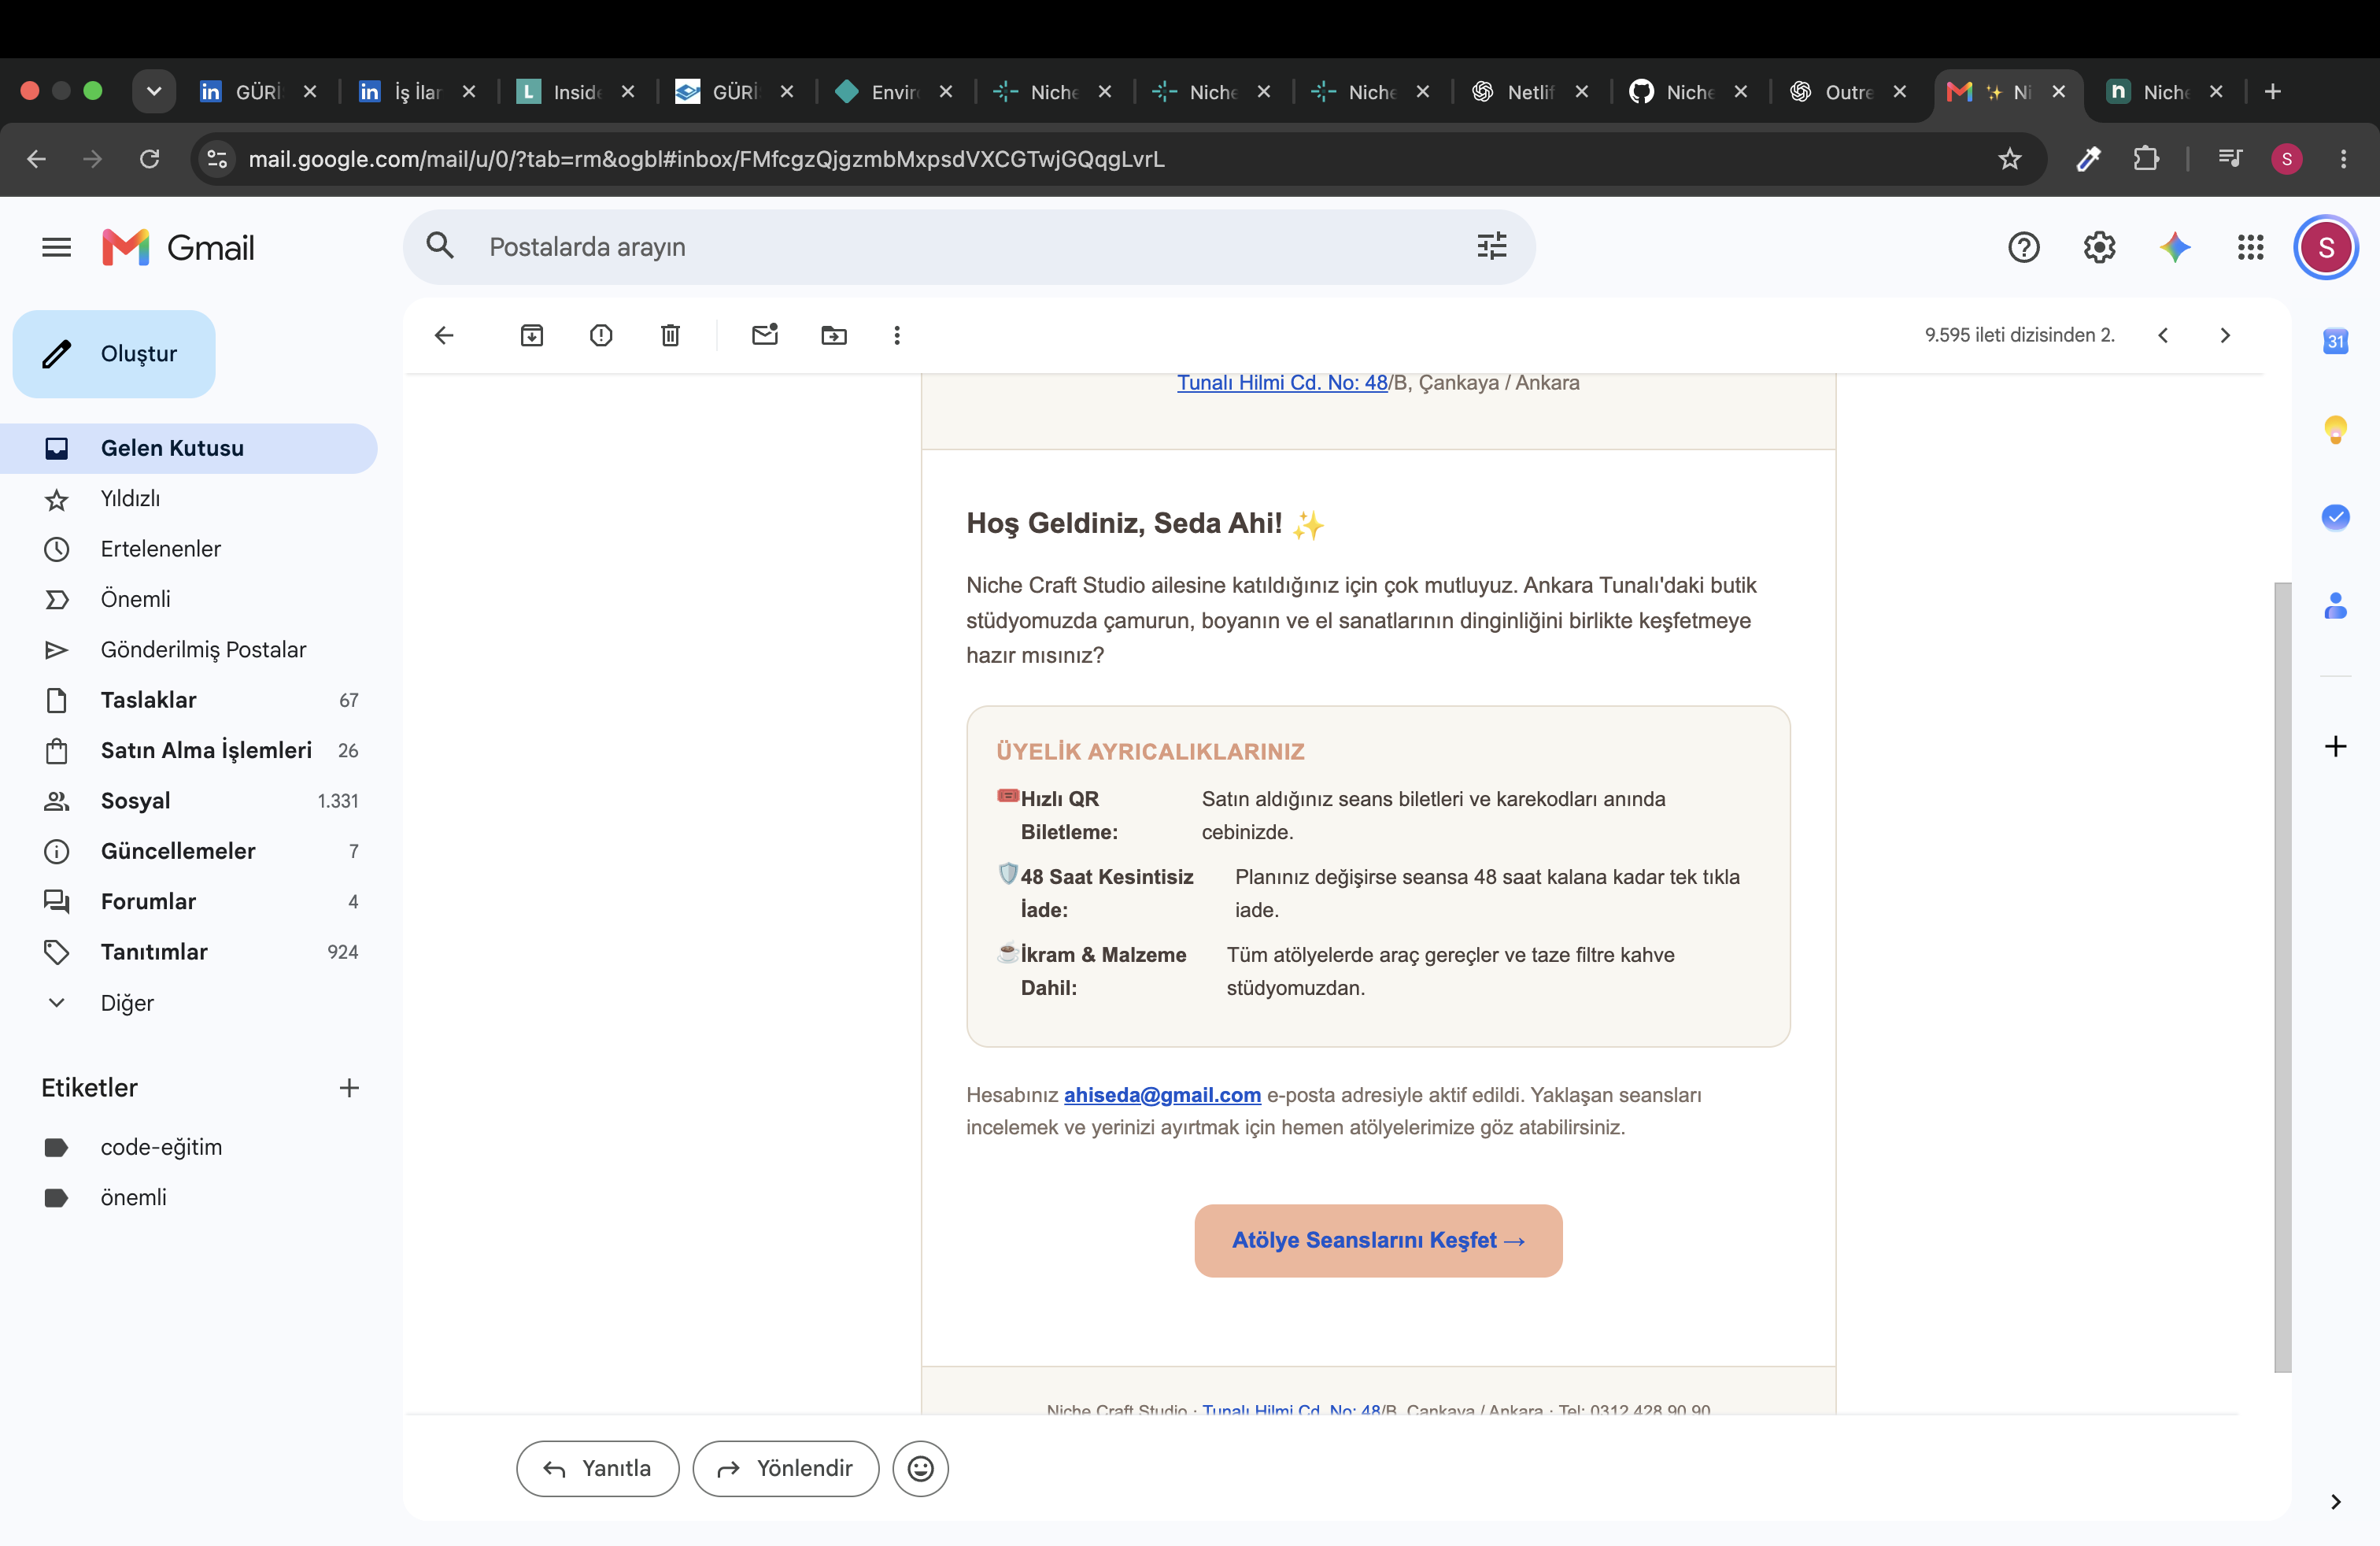 GÜRİ
İş İlar
Inside
GÜRİ
Enviro
Niche
Niche
Niche
Netlif
Niche
Outre
✨ Ni
Niche
mail.google.com/mail/u/0/?tab=rm&ogbl#inbox/FMfcgzQjgzmbMxpsdVXCGTwjGQqgLvrL
S
Gmail
Postalarda arayın
S
Oluştur
9.595 ileti dizisinden 2.
31
Gelen Kutusu
Yıldızlı
Ertelenenler
Önemli
Gönderilmiş Postalar
Taslaklar 67
Satın Alma İşlemleri 26
Sosyal 1.331
Güncellemeler 7
Forumlar 4
Tanıtımlar 924
Diğer
Etiketler
code-eğitim
önemli
Tunalı Hilmi Cd. No: 48/B, Çankaya / Ankara
Hoş Geldiniz, Seda Ahi! ✨
Niche Craft Studio ailesine katıldığınız için çok mutluyuz. Ankara Tunalı'daki butik
stüdyomuzda çamurun, boyanın ve el sanatlarının dinginliğini birlikte keşfetmeye
hazır mısınız?
ÜYELİK AYRICALIKLARINIZ
🎟️Hızlı QR
Biletleme:
Satın aldığınız seans biletleri ve karekodları anında
cebinizde.
🛡️48 Saat Kesintisiz
İade:
Planınız değişirse seansa 48 saat kalana kadar tek tıkla
iade.
☕İkram & Malzeme
Dahil:
Tüm atölyelerde araç gereçler ve taze filtre kahve
stüdyomuzdan.
Hesabınız ahiseda@gmail.com e-posta adresiyle aktif edildi. Yaklaşan seansları
incelemek ve yerinizi ayırtmak için hemen atölyelerimize göz atabilirsiniz.
Atölye Seanslarını Keşfet →
Niche Craft Studio · Tunalı Hilmi Cd. No: 48/B, Çankaya / Ankara · Tel: 0312 428 90 90
Yanıtla
Yönlendir